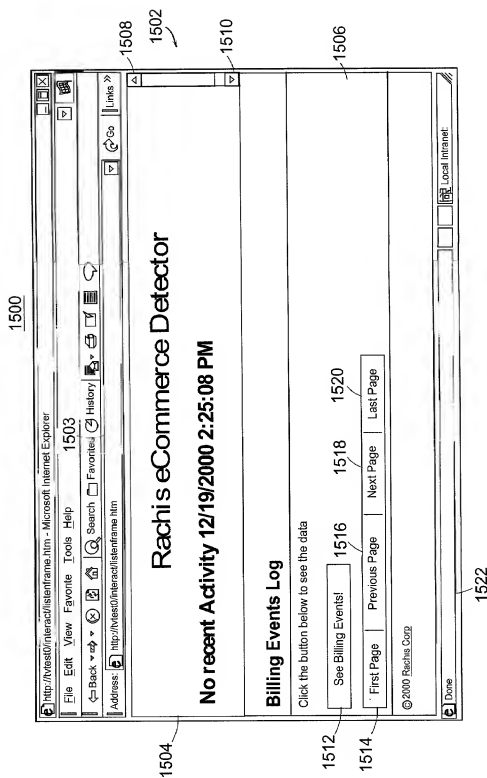 1500
http://tvtest0/interact/listenframe.htm - Microsoft Internet Explorer
File Edit View Favorite Tools Help
1503
Back Search Favorites History
Address: http://tvtest0/interact/listenframe htm Go Links »
1508
1502
Rachis eCommerce Detector
No recent Activity 12/19/2000 2:25:08 PM
1504
1510
Billing Events Log
Click the button below to see the data
1506
See Billing Events!
1512
1516
1518
1520
First Page Previous Page Next Page Last Page
1514
© 2000 Rachis Corp
Done Local Intranet:
1522